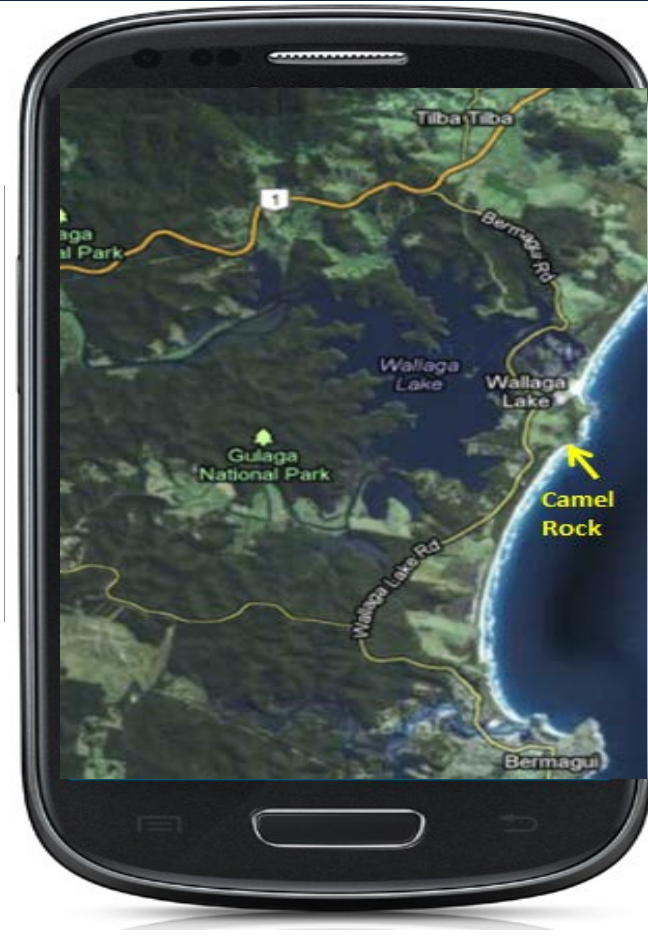 Tilba Tilba
1
Bermagui Rd
aga
al Park
Wallaga
Lake
Wallaga
Lake
Gulaga
National Park
Camel
Rock
Wallaga Lake Rd
Bermagui